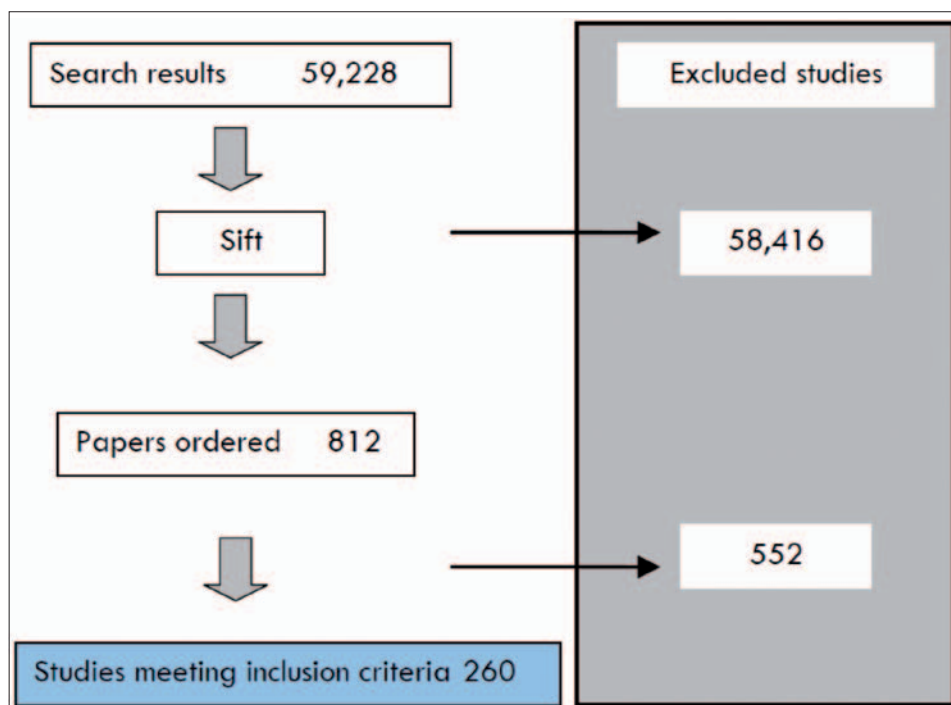 Search results 59,228
Excluded studies
Sift
58,416
Papers ordered 812
552
Studies meeting inclusion criteria 260